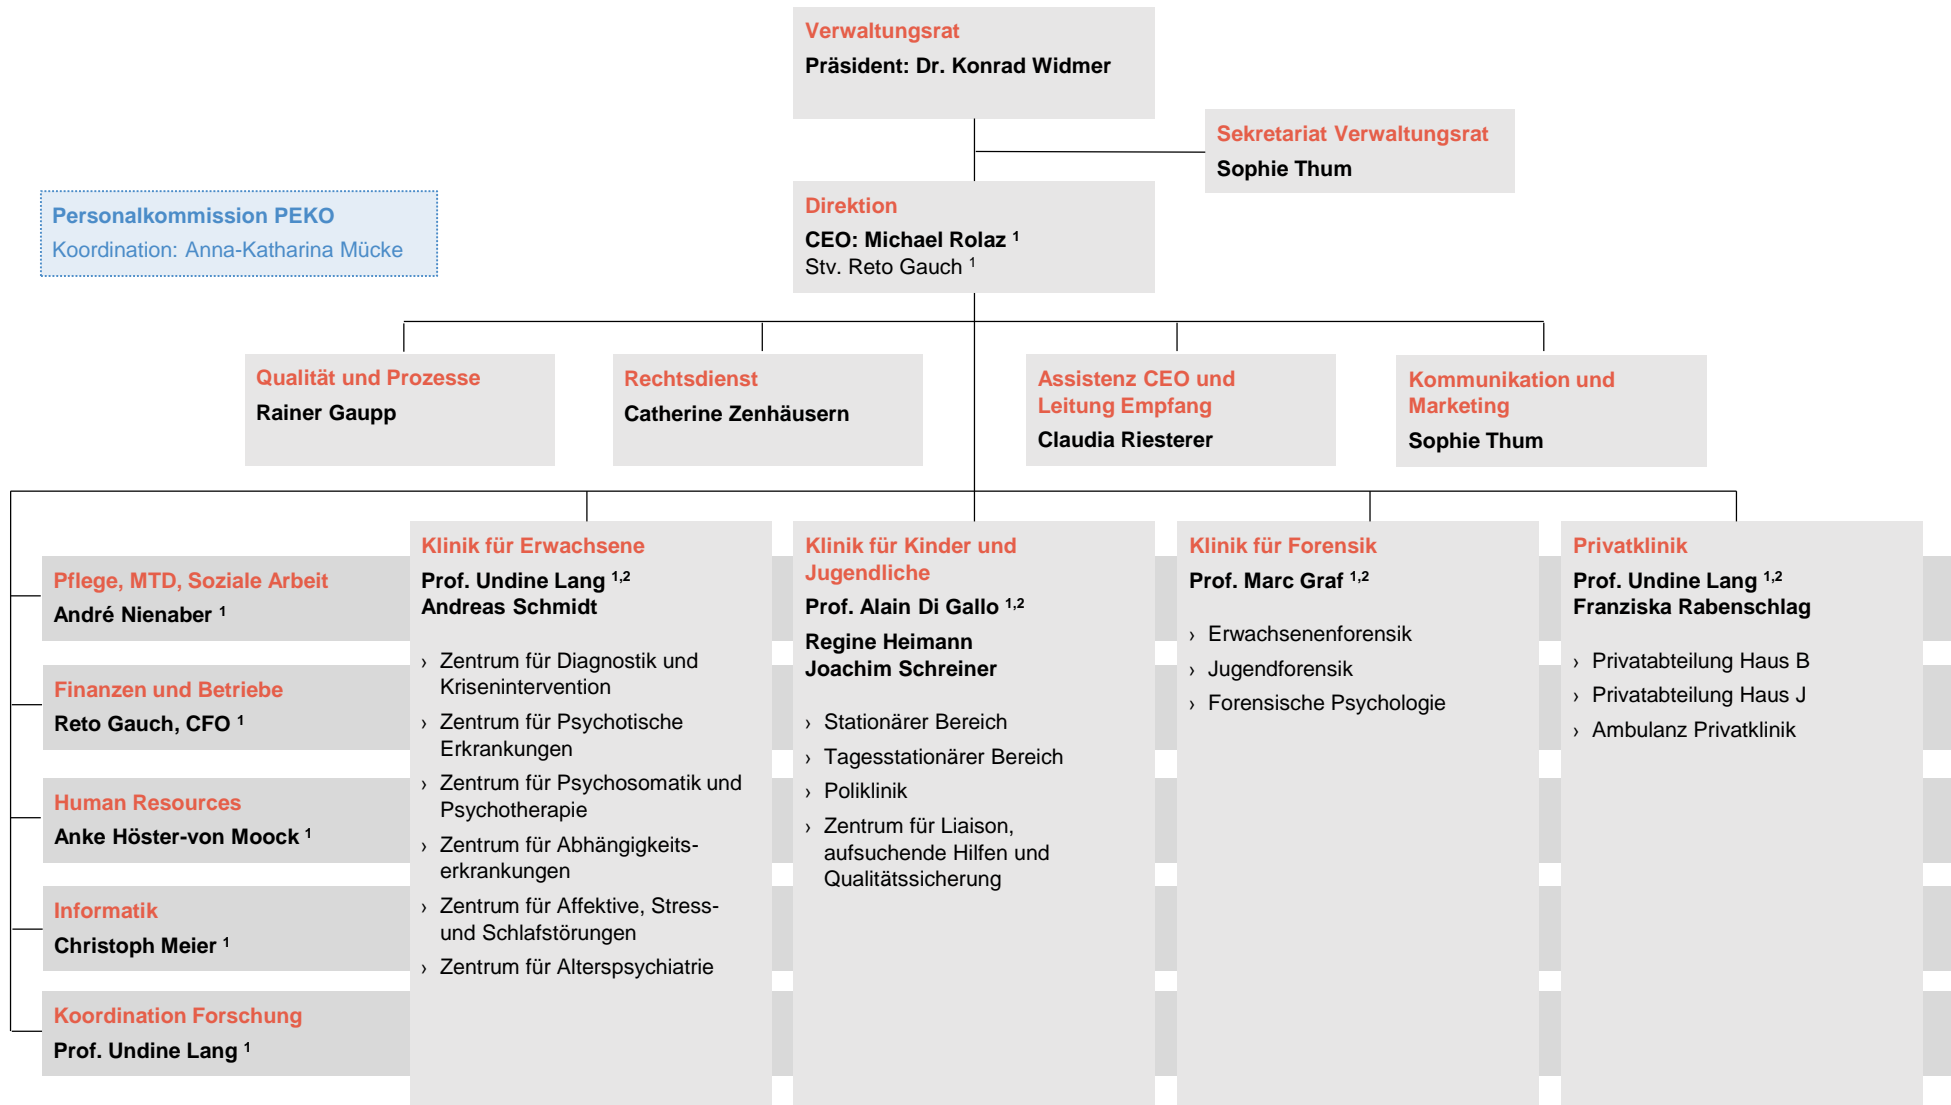 Verwaltungsrat
Präsident: Dr. Konrad Widmer
Sekretariat Verwaltungsrat
Sophie Thum
Personalkommission PEKO
Koordination: Anna-Katharina Mücke
Direktion
CEO: Michael Rolaz ¹
Stv. Reto Gauch ¹
Qualität und Prozesse
Rainer Gaupp
Rechtsdienst
Catherine Zenhäusern
Assistenz CEO und
Leitung Empfang
Claudia Riesterer
Kommunikation und
Marketing
Sophie Thum
Pflege, MTD, Soziale Arbeit
André Nienaber ¹
Finanzen und Betriebe
Reto Gauch, CFO ¹
Human Resources
Anke Höster-von Moock ¹
Informatik
Christoph Meier ¹
Koordination Forschung
Prof. Undine Lang ¹
Klinik für Erwachsene
Prof. Undine Lang ¹,²
Andreas Schmidt
› Zentrum für Diagnostik und
Krisenintervention
› Zentrum für Psychotische
Erkrankungen
› Zentrum für Psychosomatik und
Psychotherapie
› Zentrum für Abhängigkeits-
erkrankungen
› Zentrum für Affektive, Stress-
und Schlafstörungen
› Zentrum für Alterspsychiatrie
Klinik für Kinder und
Jugendliche
Prof. Alain Di Gallo ¹,²
Regine Heimann
Joachim Schreiner
› Stationärer Bereich
› Tagesstationärer Bereich
› Poliklinik
› Zentrum für Liaison,
aufsuchende Hilfen und
Qualitätssicherung
Klinik für Forensik
Prof. Marc Graf ¹,²
› Erwachsenenforensik
› Jugendforensik
› Forensische Psychologie
Privatklinik
Prof. Undine Lang ¹,²
Franziska Rabenschlag
› Privatabteilung Haus B
› Privatabteilung Haus J
› Ambulanz Privatklinik